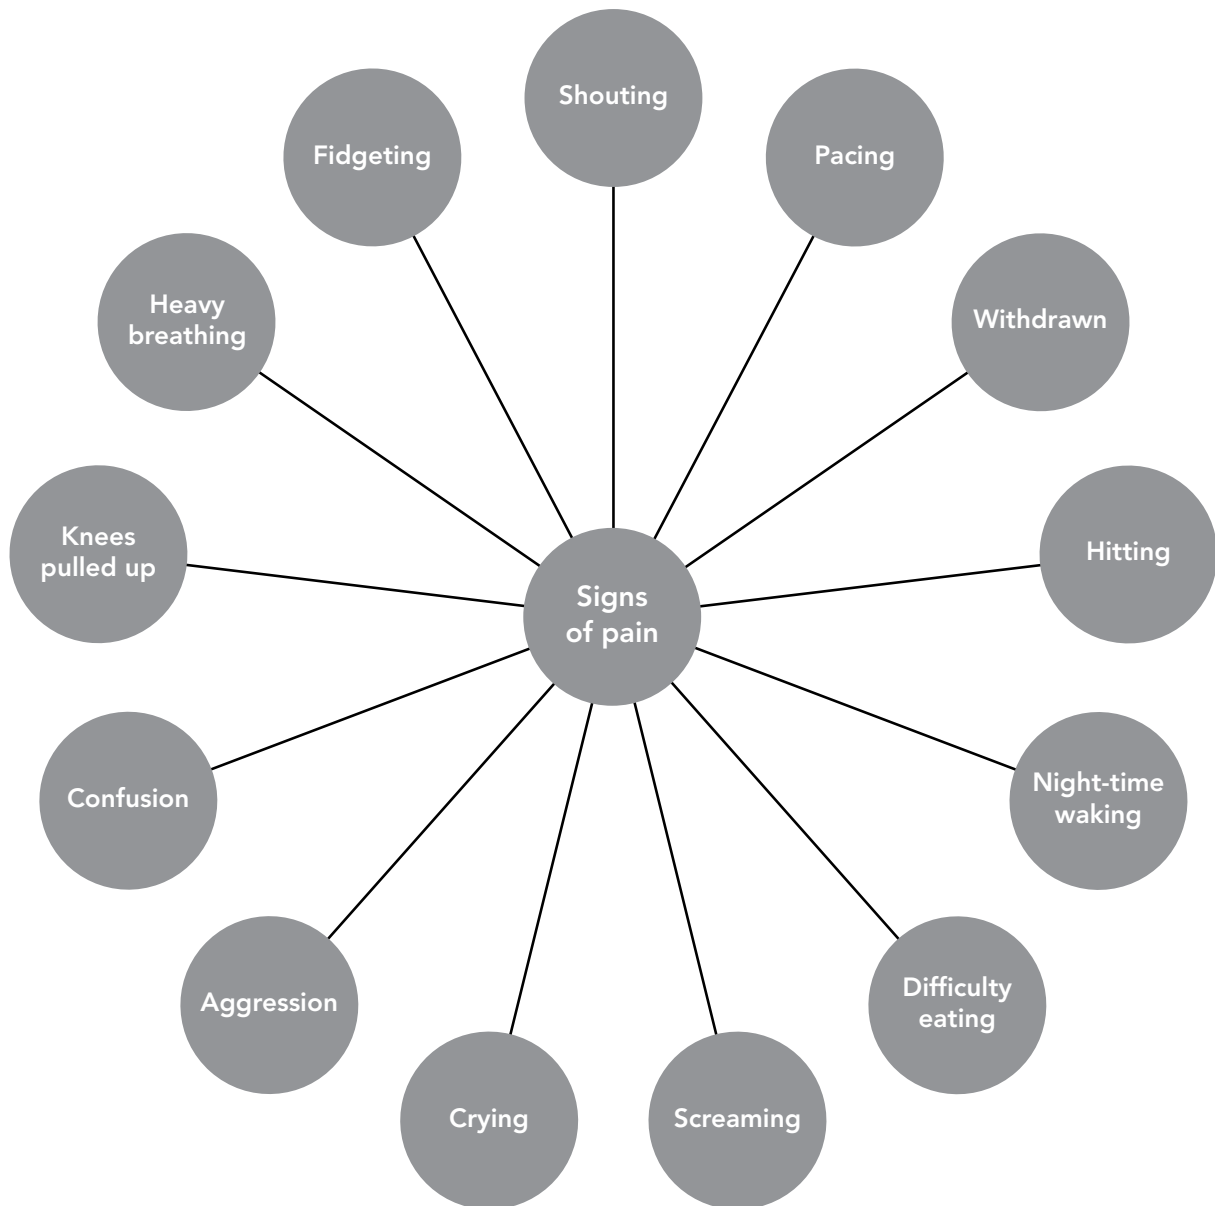 Shouting
Pacing
Withdrawn
Hitting
Night-time
waking
Difficulty
eating
Screaming
Crying
Aggression
Confusion
Knees
pulled up
Heavy
breathing
Fidgeting
Signs
of pain